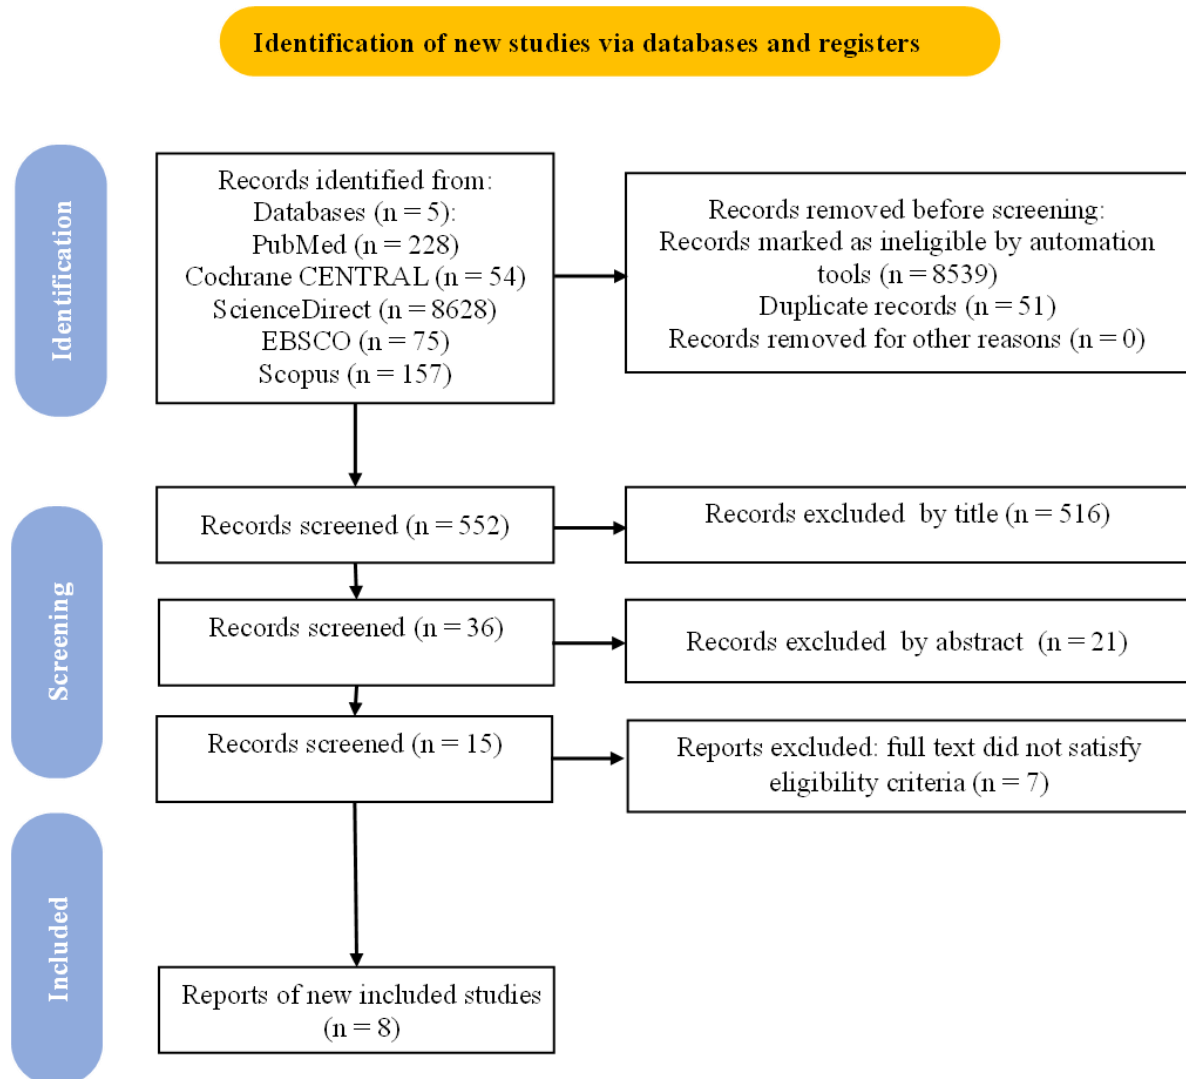 Identification of new studies via databases and registers
Identification
Records identified from:
Databases (n = 5):
PubMed (n = 228)
Cochrane CENTRAL (n = 54)
ScienceDirect (n = 8628)
EBSCO (n = 75)
Scopus (n = 157)
Records removed before screening:
Records marked as ineligible by automation
tools (n = 8539)
Duplicate records (n = 51)
Records removed for other reasons (n = 0)
Screening
Records screened (n = 552)
Records excluded by title (n = 516)
Records screened (n = 36)
Records excluded by abstract (n = 21)
Records screened (n = 15)
Reports excluded: full text did not satisfy
eligibility criteria (n = 7)
Included
Reports of new included studies
(n = 8)